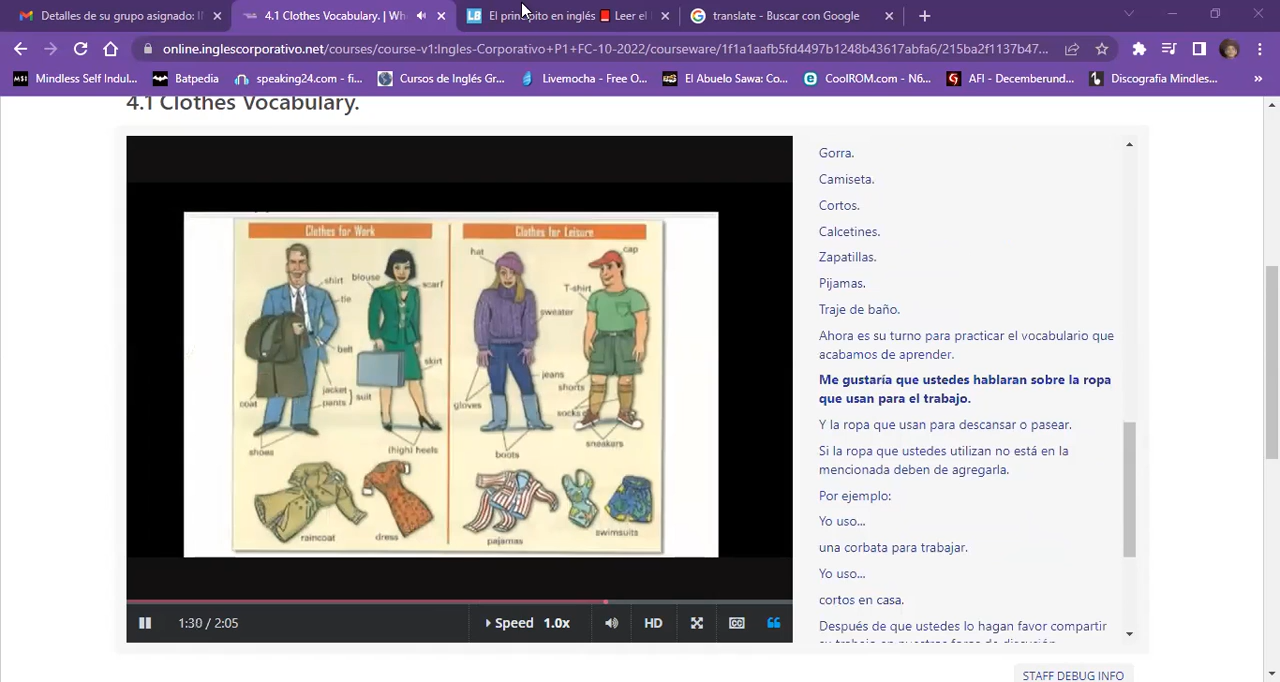 Detalles de su grupo asignado: I
4.1 Clothes Vocabulary. | Wh
El principito en inglés 📕 Leer el
translate - Buscar con Google
online.inglescorporativo.net/courses/course-v1:Ingles-Corporativo+P1+FC-10-2022/courseware/1f1a1aafb5fd4497b1248b43617abfa6/215ba2f1137b47...
Mindless Self Indul...
Batpedia
speaking24.com - fi...
Cursos de Inglés Gr...
Livemocha - Free O...
El Abuelo Sawa: Co...
CoolROM.com - N6...
AFI - Decemberund...
Discografia Mindles...
»
4.1 Clothes Vocabulary.
Clothes for Work
Clothes for Leisure
shirt
blouse
scarf
tie
belt
skirt
jacket
pants
suit
coat
shoes
(high) heels
raincoat
dress
hat
cap
T-shirt
sweater
jeans
shorts
gloves
socks
sneakers
boots
pajamas
swimsuits
1:30 / 2:05
Speed 1.0x
HD
CC
Gorra.
Camiseta.
Cortos.
Calcetines.
Zapatillas.
Pijamas.
Traje de baño.
Ahora es su turno para practicar el vocabulario que
acabamos de aprender.
Me gustaría que ustedes hablaran sobre la ropa
que usan para el trabajo.
Y la ropa que usan para descansar o pasear.
Si la ropa que ustedes utilizan no está en la
mencionada deben de agregarla.
Por ejemplo:
Yo uso...
una corbata para trabajar.
Yo uso...
cortos en casa.
Después de que ustedes lo hagan favor compartir
su trabajo en nuestros foros de discusión.
STAFF DEBUG INFO